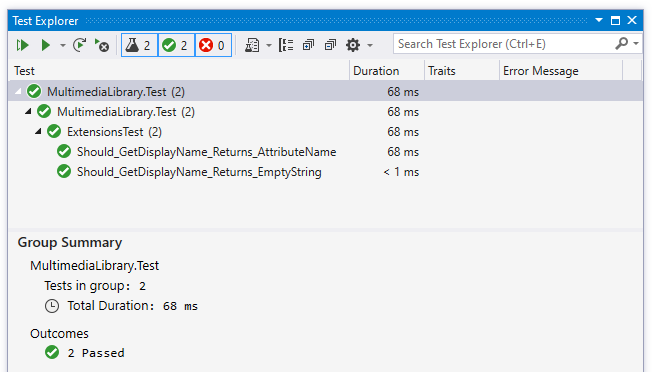 Test Explorer
2 2 0 Search Test Explorer (Ctrl+E)
Test Duration Traits Error Message
MultimediaLibrary.Test (2) 68 ms
MultimediaLibrary.Test (2) 68 ms
ExtensionsTest (2) 68 ms
Should_GetDisplayName_Returns_AttributeName 68 ms
Should_GetDisplayName_Returns_EmptyString < 1 ms
Group Summary
MultimediaLibrary.Test
Tests in group: 2
Total Duration: 68 ms
Outcomes
2 Passed